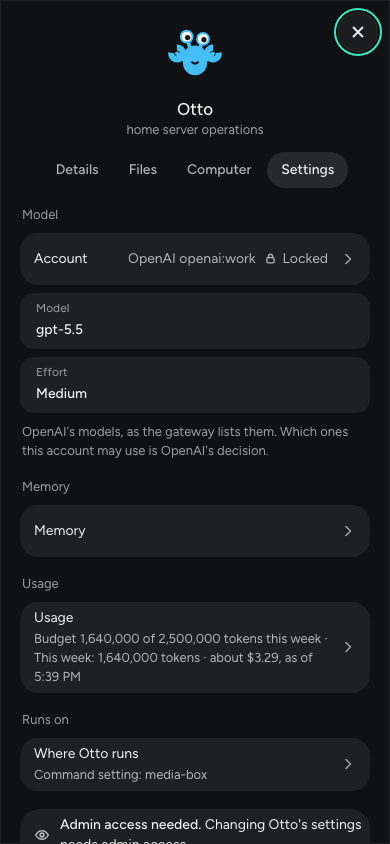 Otto
home server operations
Details Files Computer Settings
Model
Account OpenAI openai:work Locked
Model
gpt-5.5
Effort
Medium
OpenAI's models, as the gateway lists them. Which ones
this account may use is OpenAI's decision.
Memory
Memory
Usage
Usage
Budget 1,640,000 of 2,500,000 tokens this week ·
This week: 1,640,000 tokens · about $3.29, as of
5:39 PM
Runs on
Where Otto runs
Command setting: media-box
Admin access needed. Changing Otto's settings
needs admin access